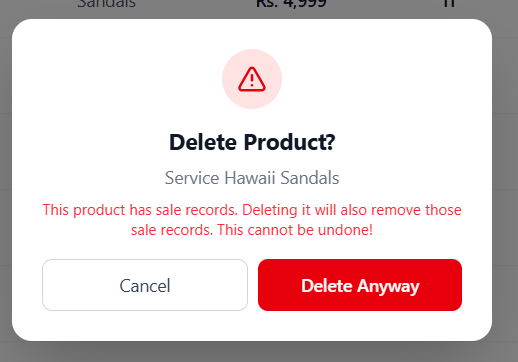 Sandals Rs. 4,999 11
Delete Product?
Service Hawaii Sandals
This product has sale records. Deleting it will also remove those
sale records. This cannot be undone!
Cancel Delete Anyway